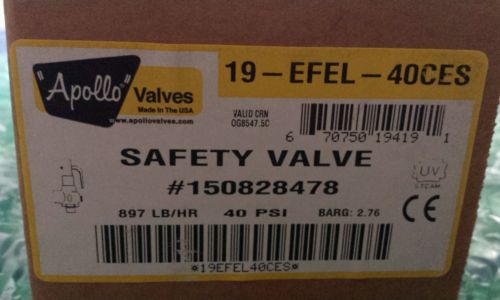 "Apollo" Valves
Made In The USA
www.apollovalves.com
19-EFEL-40CES
VALID CRN
OG8547.5C
6 70750 19419 1
SAFETY VALVE
#150828478
UV
STEAM
897 LB/HR 40 PSI BARG: 2.76
CE
*19EFEL40CES*